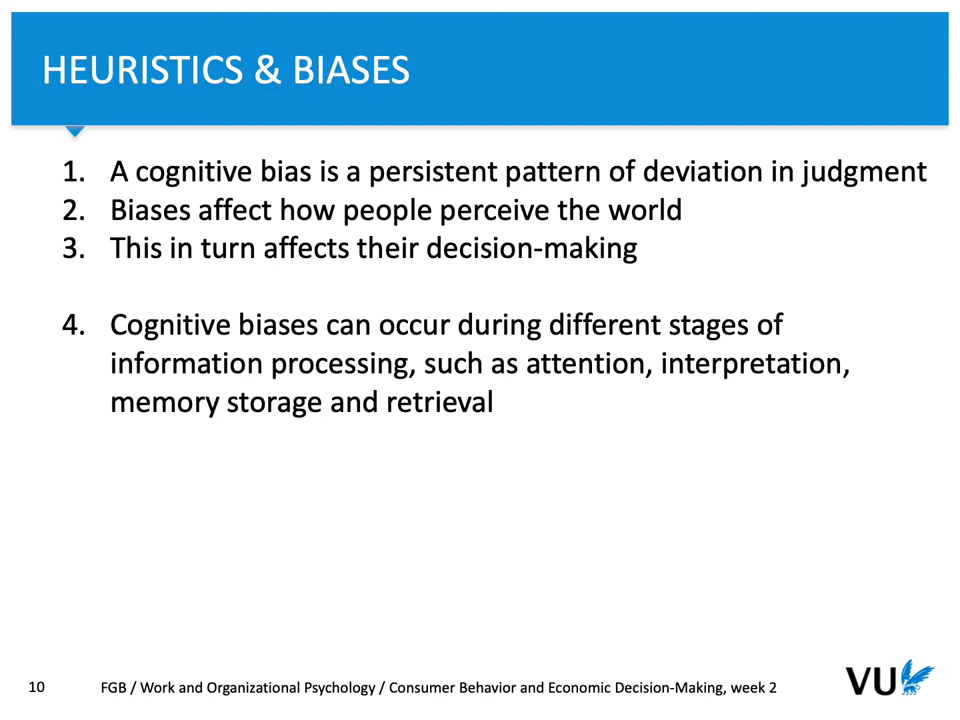 HEURISTICS & BIASES
1. A cognitive bias is a persistent pattern of deviation in judgment
2. Biases affect how people perceive the world
3. This in turn affects their decision-making
4. Cognitive biases can occur during different stages of
information processing, such as attention, interpretation,
memory storage and retrieval
10 FGB / Work and Organizational Psychology / Consumer Behavior and Economic Decision-Making, week 2
VU